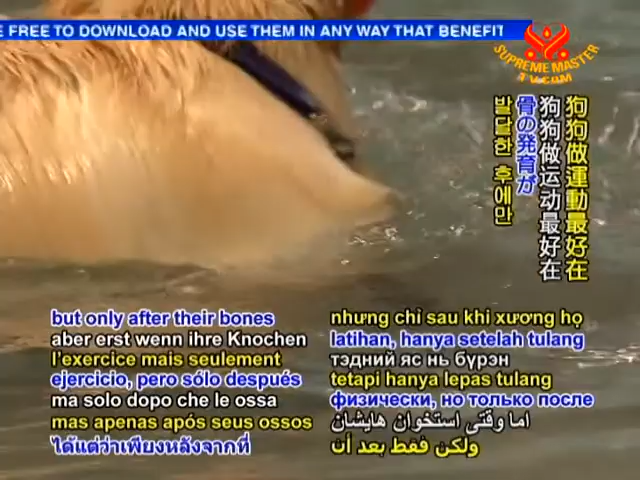 E FREE TO DOWNLOAD AND USE THEM IN ANY WAY THAT BENEFIT
SUPREME MASTER
TV.COM
狗狗做運動最好在
狗狗做运动最好在
骨の発育が
발달한 후에만
but only after their bones
aber erst wenn ihre Knochen
l'exercice mais seulement
ejercicio, pero sólo después
ma solo dopo che le ossa
mas apenas após seus ossos
ได้แต่ว่าเพียงหลังจากที่
nhưng chỉ sau khi xương họ
latihan, hanya setelah tulang
тэдний яс нь бүрэн
tetapi hanya lepas tulang
физически, но только после
اما وقتی استخوان هایشان
ولكن فقط بعد أن